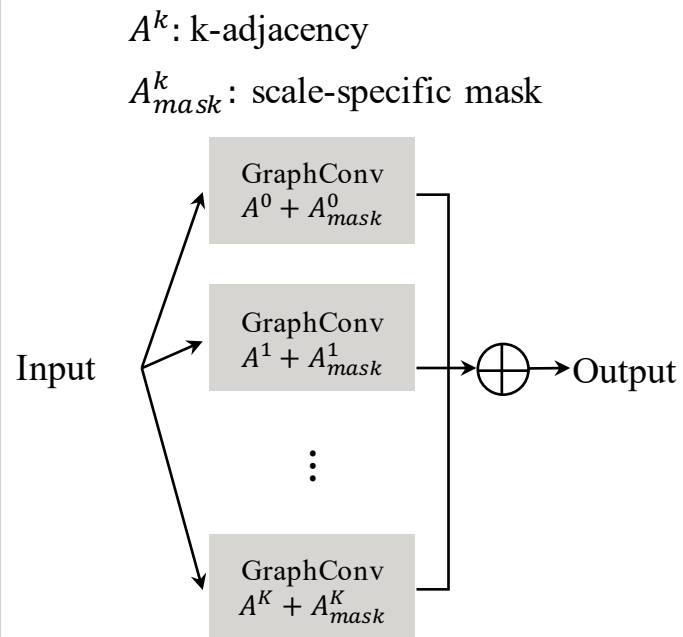 A^k: k-adjacency
A^k_mask: scale-specific mask
GraphConv
A^0 + A^0_mask
GraphConv
A^1 + A^1_mask
Input
Output
⋮
GraphConv
A^K + A^K_mask